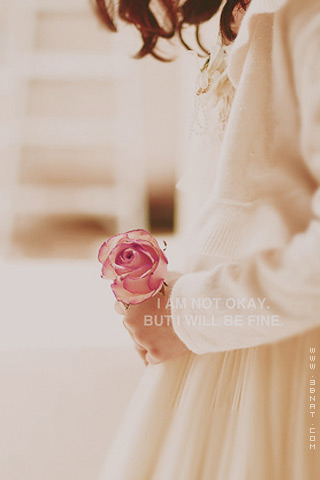 I AM NOT OKAY.
BUT I WILL BE FINE.
WWW.3BNAT.COM